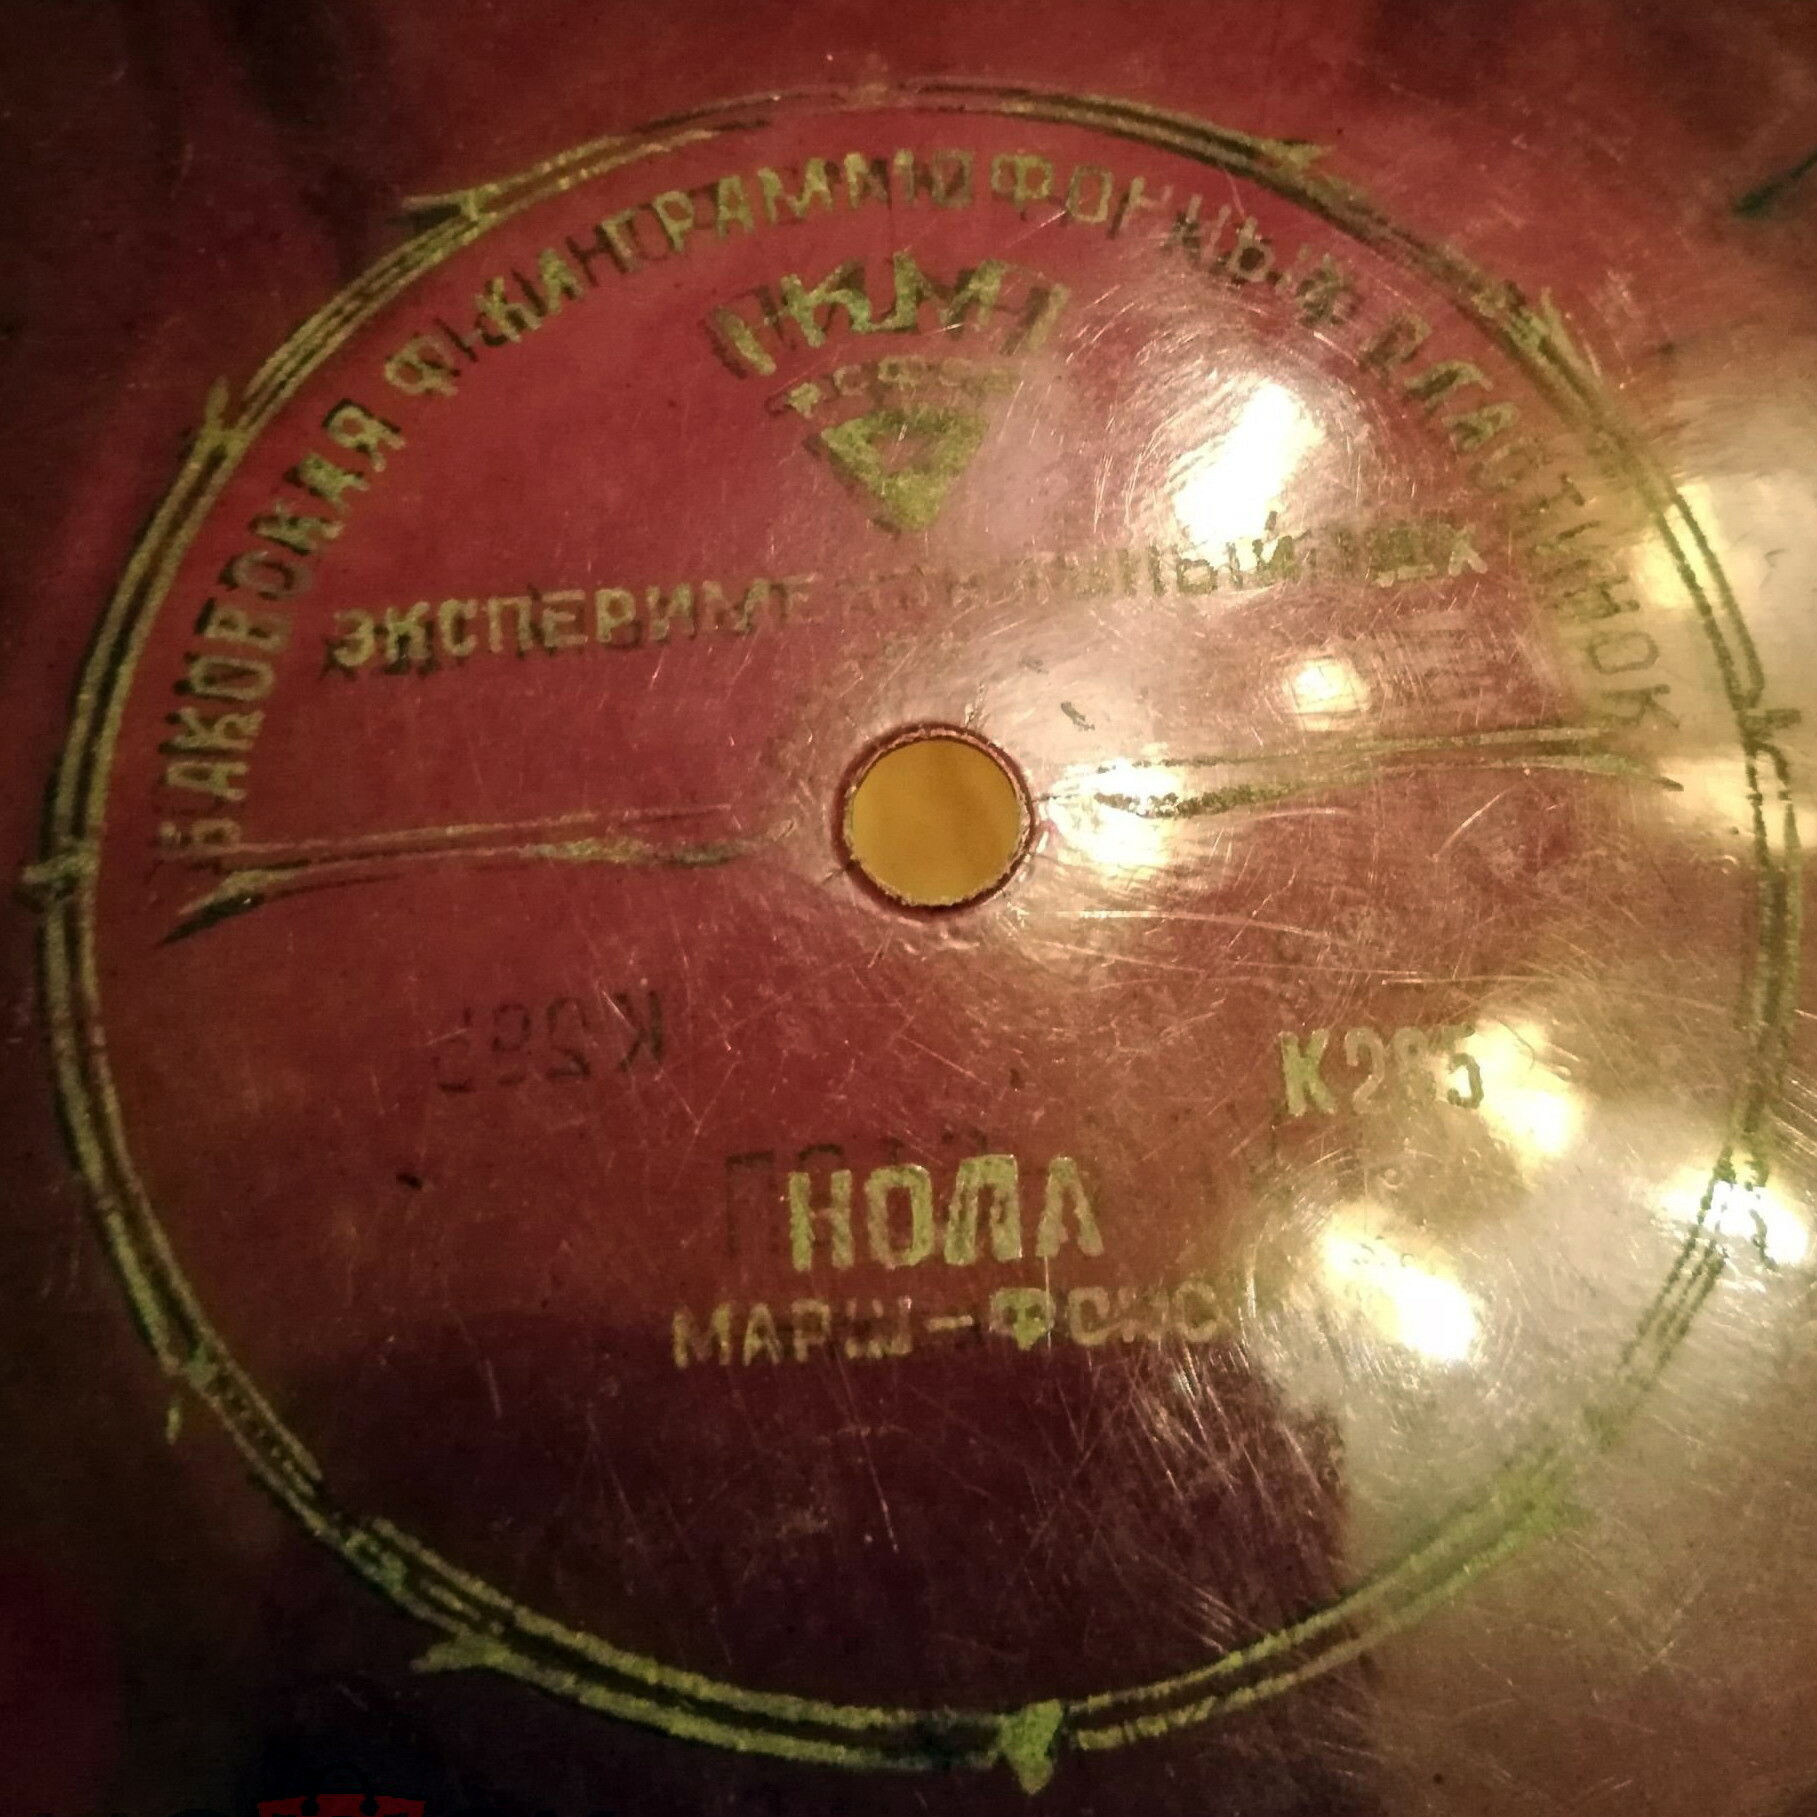 БАКОВСКАЯ Ф-КА ГРАММОФОННЫХ ПЛАСТИНОК
НКМП
РСФСР
ЭКСПЕРИМЕНТАЛЬНЫЙ ЦЕХ
К285
НОЛА
МАРШ-ФОКС